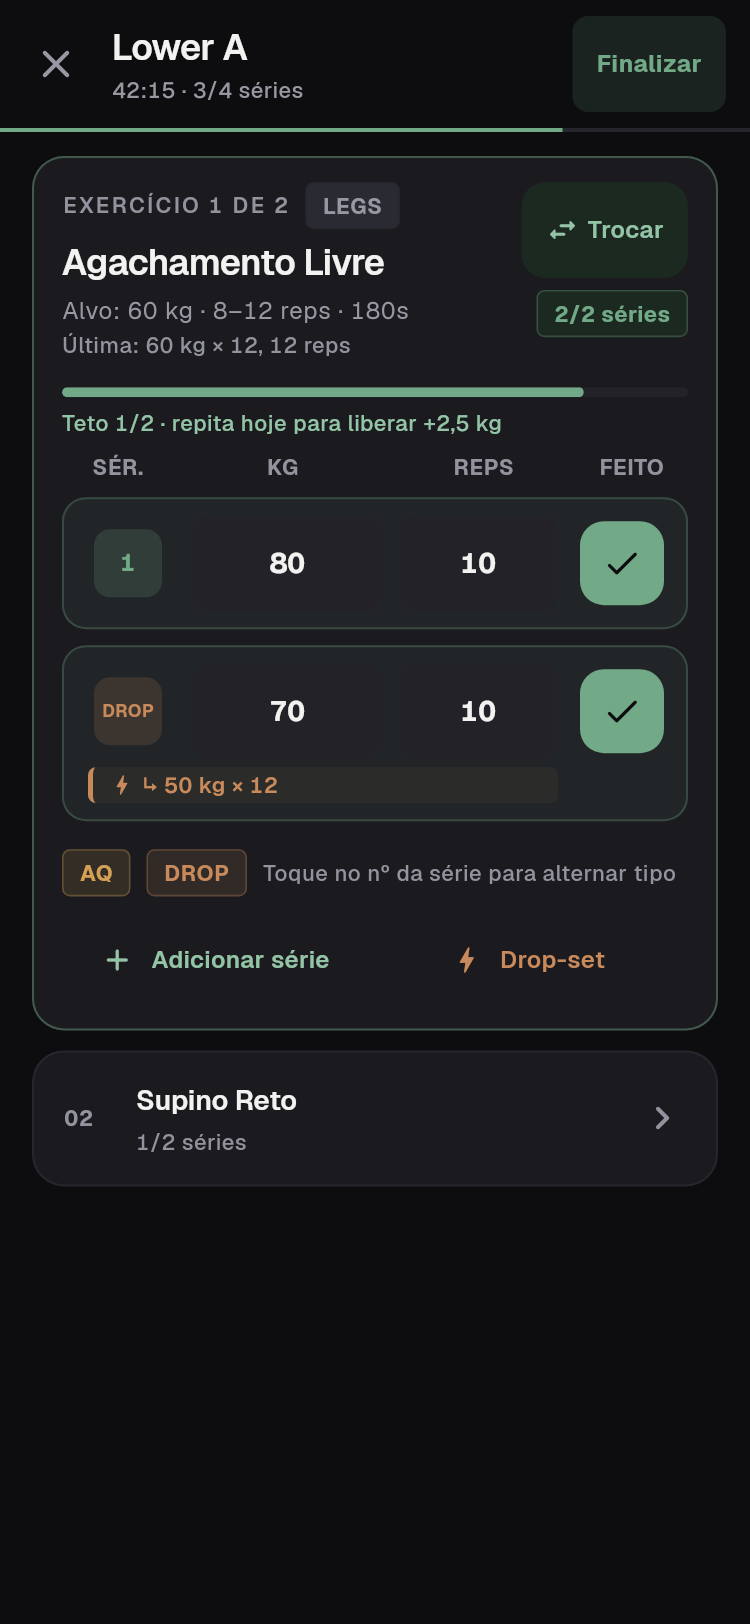 Lower A
42:15 · 3/4 séries
Finalizar
EXERCÍCIO 1 DE 2
LEGS
Trocar
Agachamento Livre
Alvo: 60 kg · 8–12 reps · 180s
2/2 séries
Última: 60 kg × 12, 12 reps
Teto 1/2 · repita hoje para liberar +2,5 kg
SÉR. KG REPS FEITO
1 80 10
DROP 70 10
↳ 50 kg × 12
AQ DROP Toque no nº da série para alternar tipo
+ Adicionar série
Drop-set
02
Supino Reto
1/2 séries